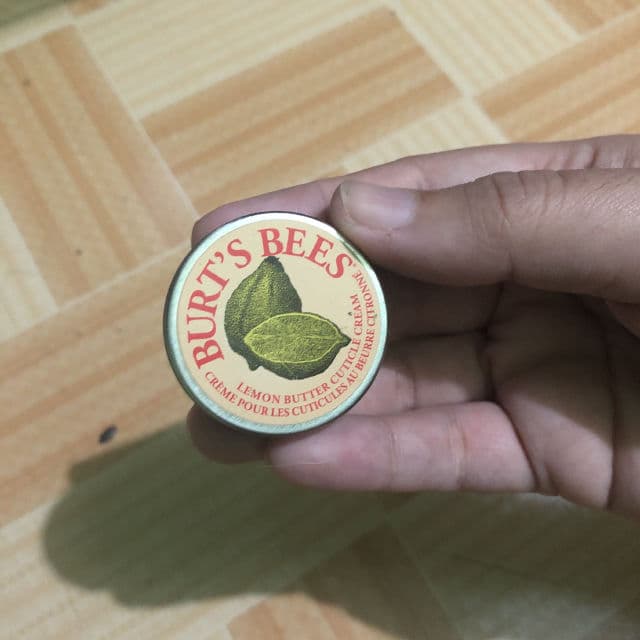 BURT'S BEES
LEMON BUTTER CUTICLE CREAM
CRÈME POUR LES CUTICULES AU BEURRE CITRONNÉ